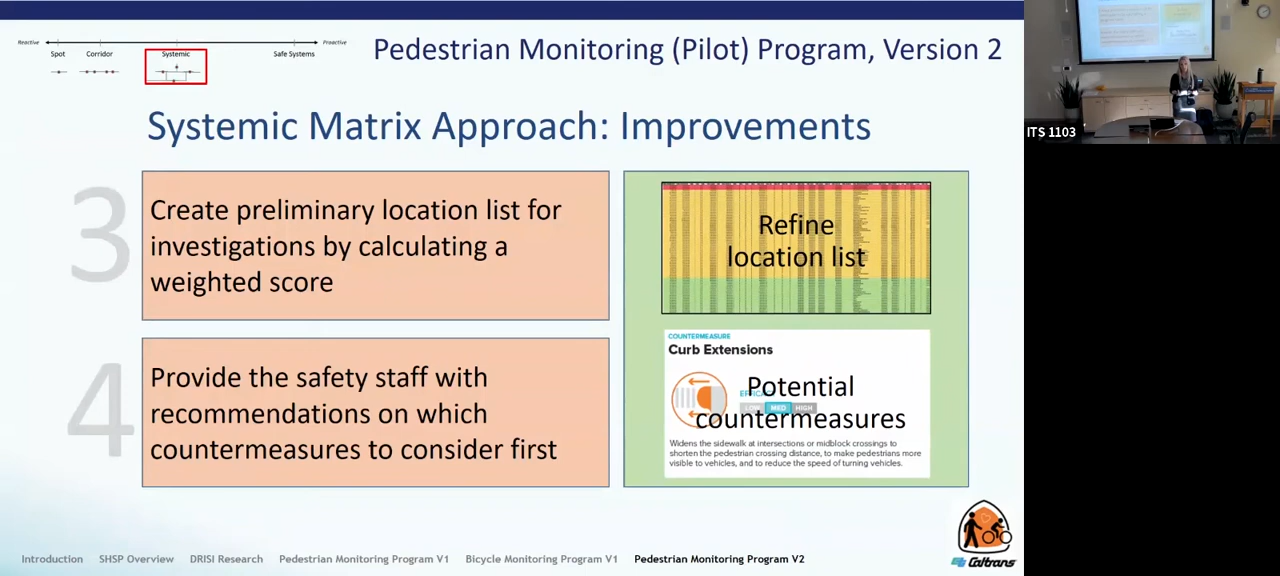 Reactive
Proactive
Spot
Corridor
Systemic
Safe Systems
Pedestrian Monitoring (Pilot) Program, Version 2
Systemic Matrix Approach: Improvements
3
Create preliminary location list for
investigations by calculating a
weighted score
Refine
location list
4
Provide the safety staff with
recommendations on which
countermeasures to consider first
COUNTERMEASURE
Curb Extensions
Potential
MED HIGH
countermeasures
Widens the sidewalk at intersections or midblock crossings to
shorten the pedestrian crossing distance, to make pedestrians more
visible to vehicles, and to reduce the speed of turning vehicles.
Introduction SHSP Overview DRISI Research Pedestrian Monitoring Program V1 Bicycle Monitoring Program V1 Pedestrian Monitoring Program V2
Caltrans
ITS 1103